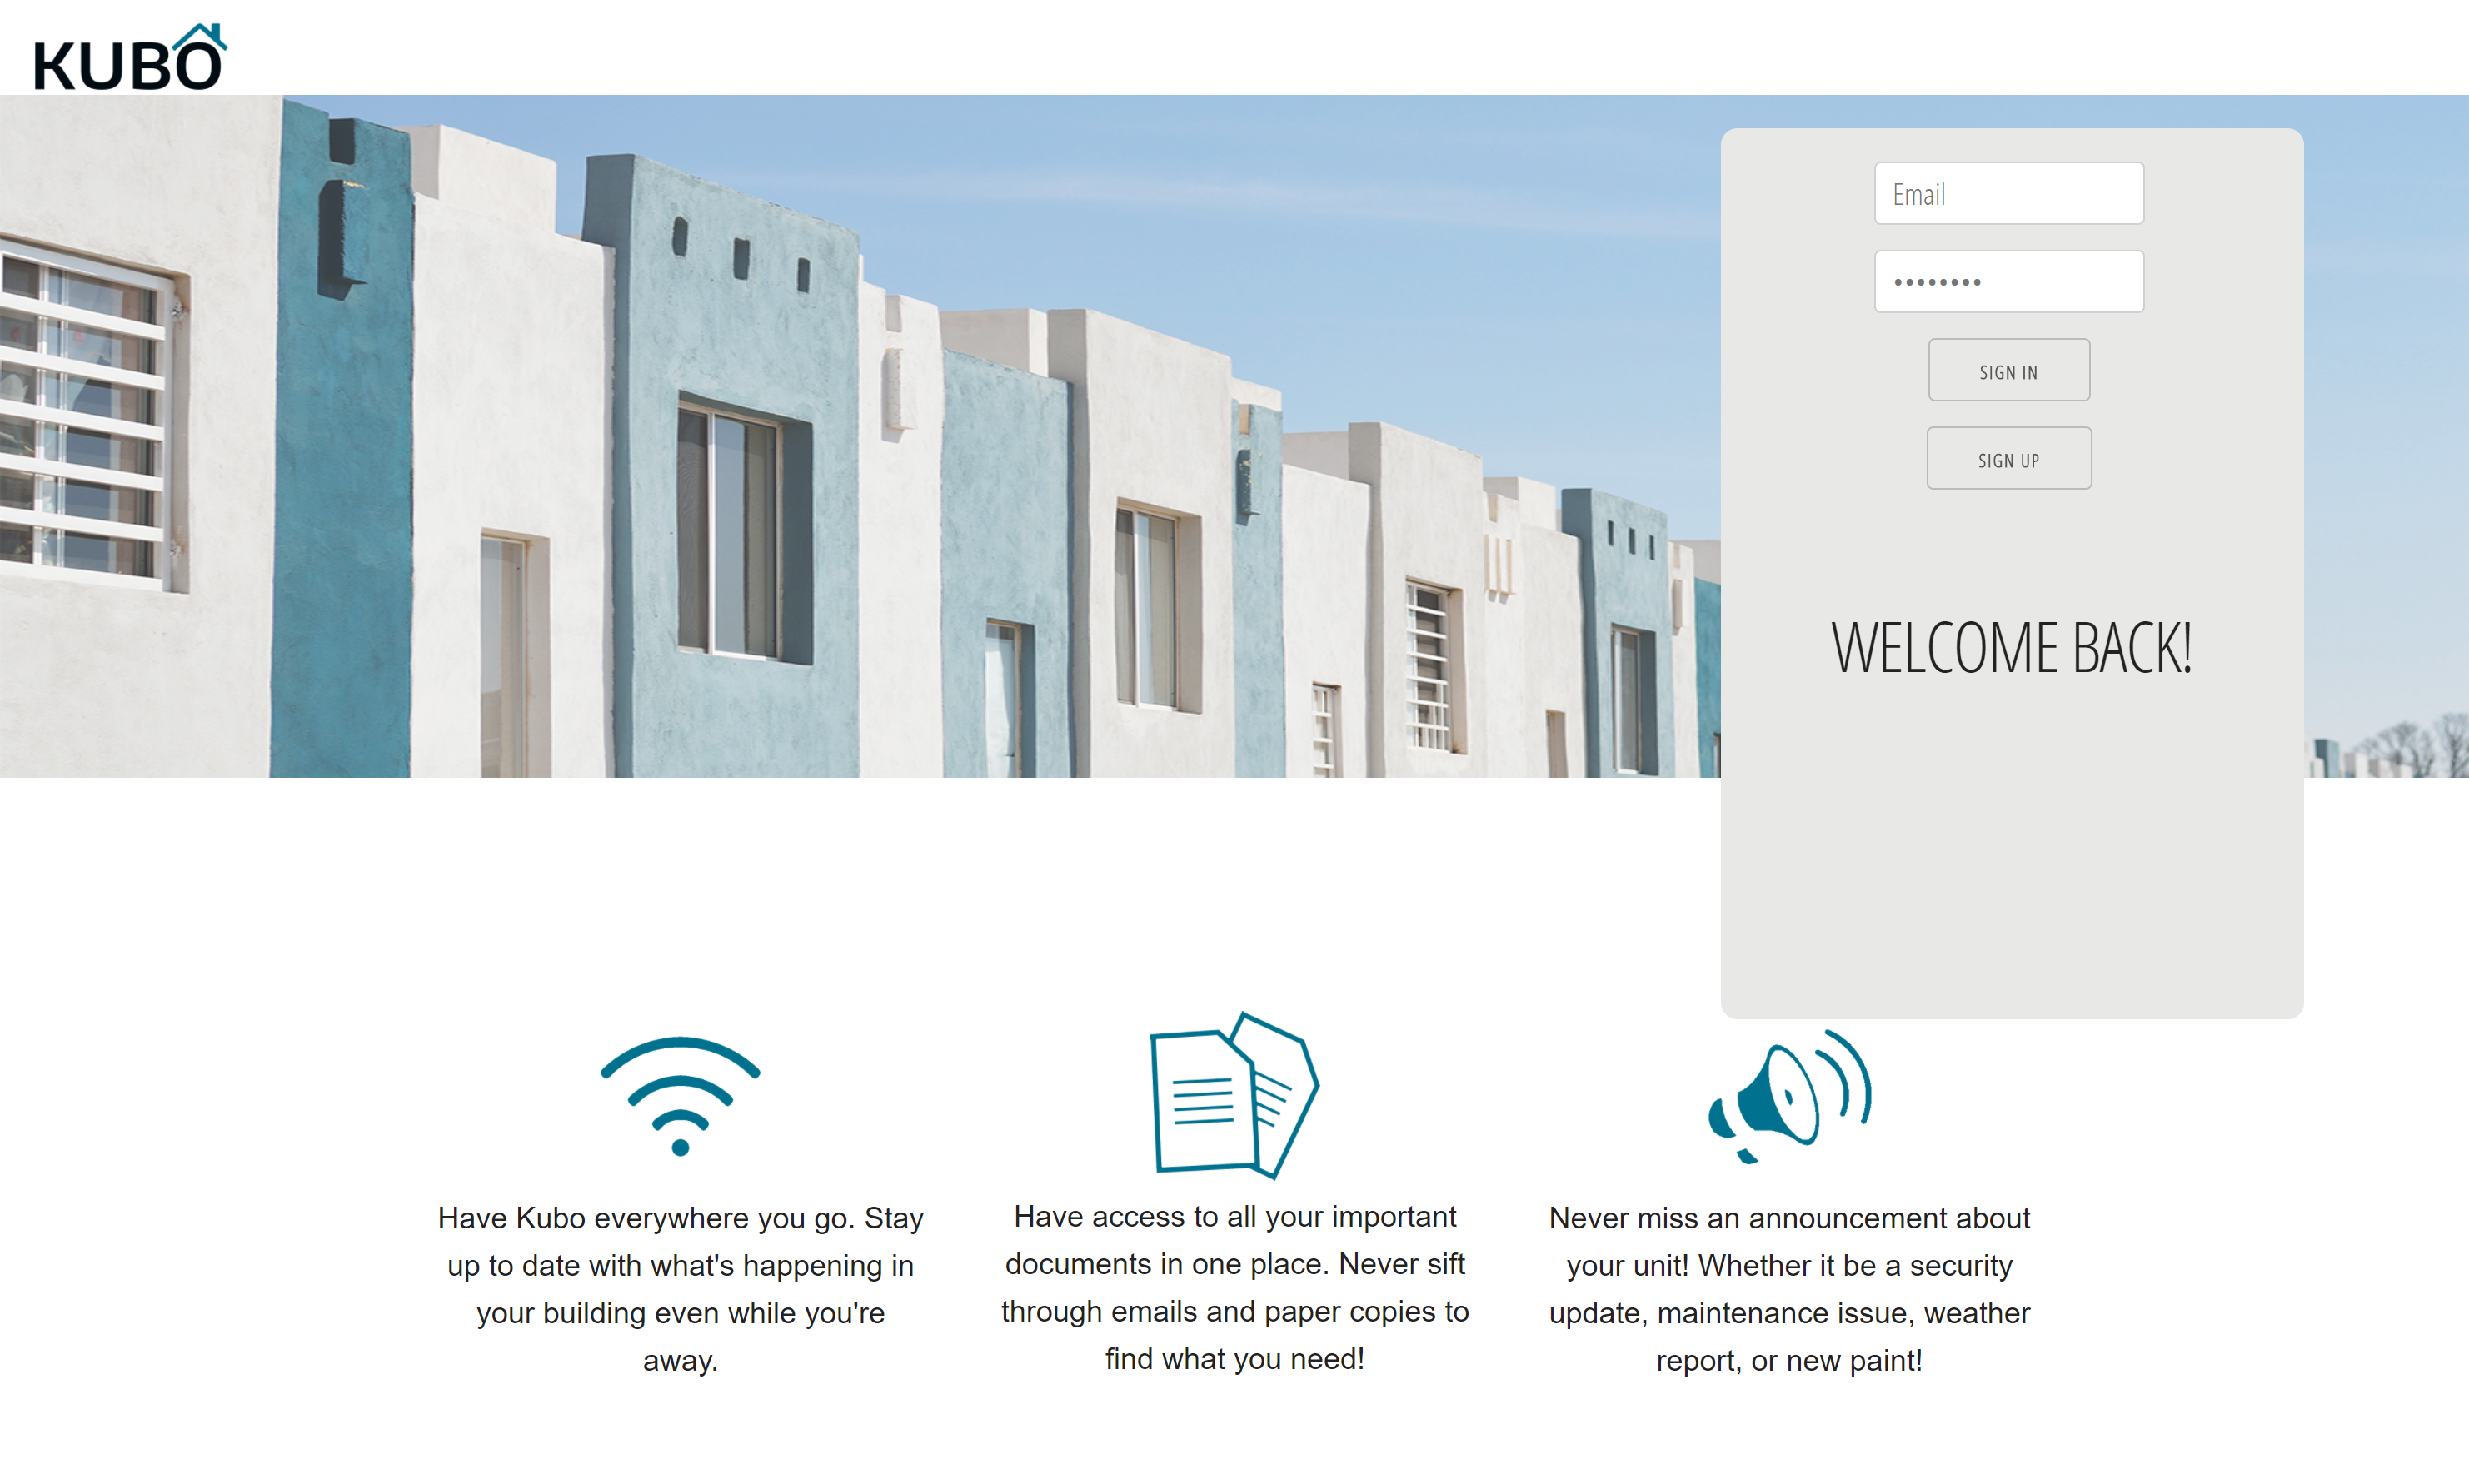 KUBO
Email
••••••••
SIGN IN
SIGN UP
WELCOME BACK!
Have Kubo everywhere you go. Stay
up to date with what's happening in
your building even while you're
away.
Have access to all your important
documents in one place. Never sift
through emails and paper copies to
find what you need!
Never miss an announcement about
your unit! Whether it be a security
update, maintenance issue, weather
report, or new paint!